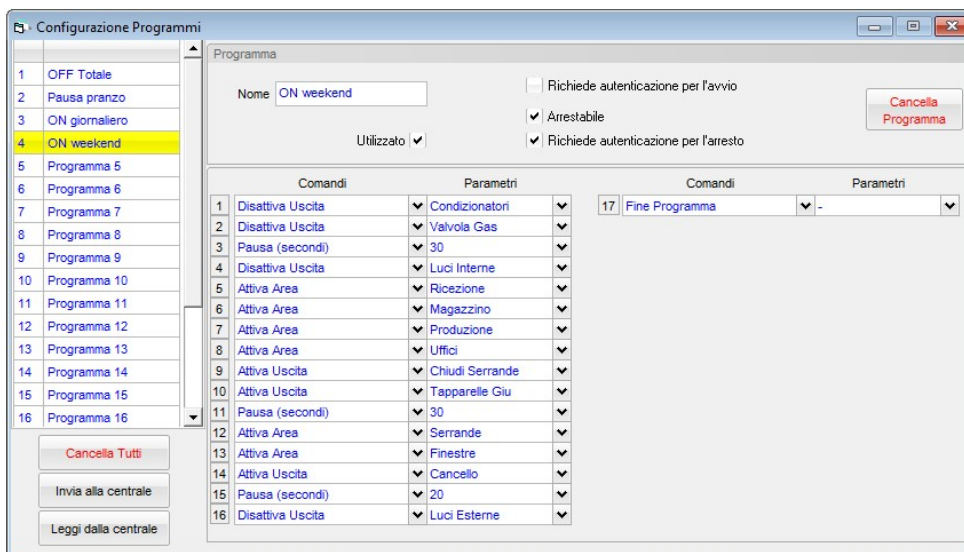 Configurazione Programmi
1 OFF Totale
2 Pausa pranzo
3 ON giornaliero
4 ON weekend
5 Programma 5
6 Programma 6
7 Programma 7
8 Programma 8
9 Programma 9
10 Programma 10
11 Programma 11
12 Programma 12
13 Programma 13
14 Programma 14
15 Programma 15
16 Programma 16
Cancella Tutti
Invia alla centrale
Leggi dalla centrale
Programma
Nome ON weekend
Utilizzato
Richiede autenticazione per l'avvio
Arrestabile
Richiede autenticazione per l'arresto
Cancella
Programma
Comandi Parametri
1 Disattiva Uscita Condizionatori
2 Disattiva Uscita Valvola Gas
3 Pausa (secondi) 30
4 Disattiva Uscita Luci Interne
5 Attiva Area Ricezione
6 Attiva Area Magazzino
7 Attiva Area Produzione
8 Attiva Area Uffici
9 Attiva Uscita Chiudi Serrande
10 Attiva Uscita Tapparelle Giu
11 Pausa (secondi) 30
12 Attiva Area Serrande
13 Attiva Area Finestre
14 Attiva Uscita Cancello
15 Pausa (secondi) 20
16 Disattiva Uscita Luci Esterne
Comandi Parametri
17 Fine Programma -